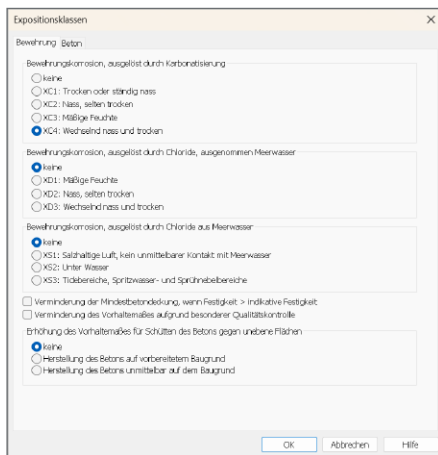 Expositionsklassen
Bewehrung Beton
Bewehrungskorrosion, ausgelöst durch Karbonatisierung
keine
XC1: Trocken oder ständig nass
XC2: Nass, selten trocken
XC3: Mäßige Feuchte
XC4: Wechselnd nass und trocken
Bewehrungskorrosion, ausgelöst durch Chloride, ausgenommen Meerwasser
keine
XD1: Mäßige Feuchte
XD2: Nass, selten trocken
XD3: Wechselnd nass und trocken
Bewehrungskorrosion, ausgelöst durch Chloride aus Meerwasser
keine
XS1: Salzhaltige Luft, kein unmittelbarer Kontakt mit Meerwasser
XS2: Unter Wasser
XS3: Tidebereiche, Spritzwasser- und Sprühnebelbereiche
Verminderung der Mindestbetondeckung, wenn Festigkeit > indikative Festigkeit
Verminderung des Vorhaltemaßes aufgrund besonderer Qualitätskontrolle
Erhöhung des Vorhaltemaßes für Schütten des Betons gegen unebene Flächen
keine
Herstellung des Betons auf vorbereitetem Baugrund
Herstellung des Betons unmittelbar auf dem Baugrund
OK Abbrechen Hilfe